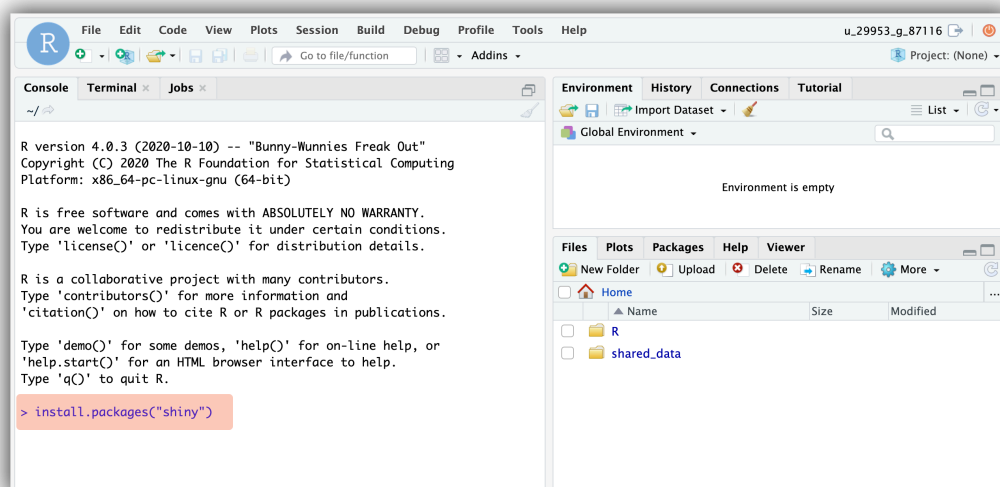 R
File Edit Code View Plots Session Build Debug Profile Tools Help
u_29953_g_87116
R
Go to file/function
Addins
R Project: (None)
Console Terminal Jobs
~/
R version 4.0.3 (2020-10-10) -- "Bunny-Wunnies Freak Out"
Copyright (C) 2020 The R Foundation for Statistical Computing
Platform: x86_64-pc-linux-gnu (64-bit)
R is free software and comes with ABSOLUTELY NO WARRANTY.
You are welcome to redistribute it under certain conditions.
Type 'license()' or 'licence()' for distribution details.
R is a collaborative project with many contributors.
Type 'contributors()' for more information and
'citation()' on how to cite R or R packages in publications.
Type 'demo()' for some demos, 'help()' for on-line help, or
'help.start()' for an HTML browser interface to help.
Type 'q()' to quit R.
> install.packages("shiny")
Environment History Connections Tutorial
Import Dataset
List
Global Environment
Environment is empty
Files Plots Packages Help Viewer
New Folder Upload Delete Rename More
Home
...
Name Size Modified
R
shared_data